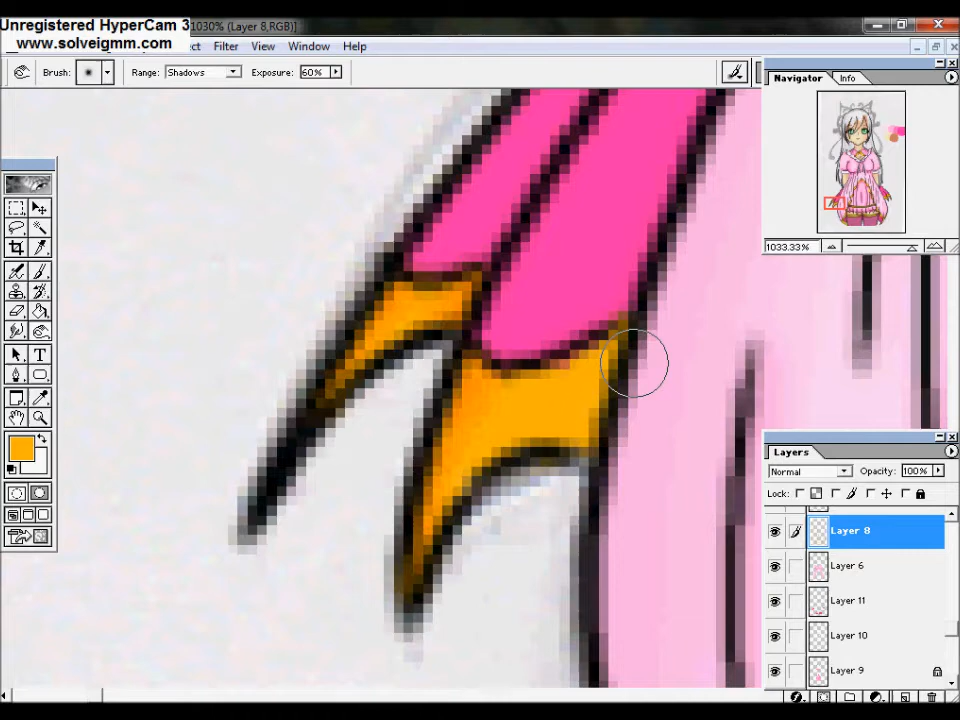 Unregistered HyperCam 3
www.solveigmm.com
1030% (Layer 8,RGB)]
Filter View Window Help
Brush: Range: Shadows Exposure: 60%
Navigator Info
1033.33%
T
Layers
Normal Opacity: 100%
Lock:
Layer 8
Layer 6
Layer 11
Layer 10
Layer 9